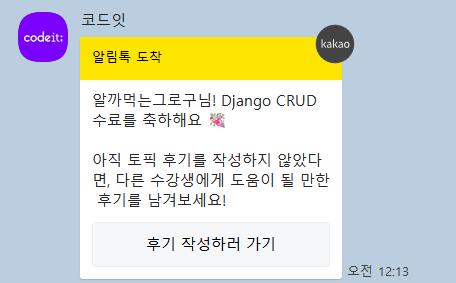 코드잇
codeit:
kakao
알림톡 도착
알까먹는그로구님! Django CRUD
수료를 축하해요 💐
아직 토픽 후기를 작성하지 않았다
면, 다른 수강생에게 도움이 될 만한
후기를 남겨보세요!
후기 작성하러 가기
오전 12:13